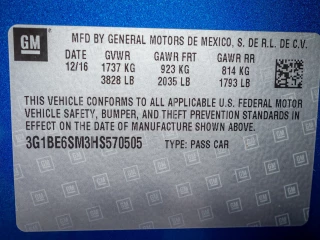 GM
MFD BY GENERAL MOTORS DE MEXICO, S. DE R.L. DE C.V.
DATE GVWR GAWR FRT GAWR RR
12/16 1737 KG 923 KG 814 KG
3828 LB 2035 LB 1793 LB
THIS VEHICLE CONFORMS TO ALL APPLICABLE U.S. FEDERAL MOTOR
VEHICLE SAFETY, BUMPER, AND THEFT PREVENTION STANDARDS IN
EFFECT ON THE DATE OF MANUFACTURE SHOWN ABOVE.
3G1BE6SM3HS570505 TYPE: PASS CAR